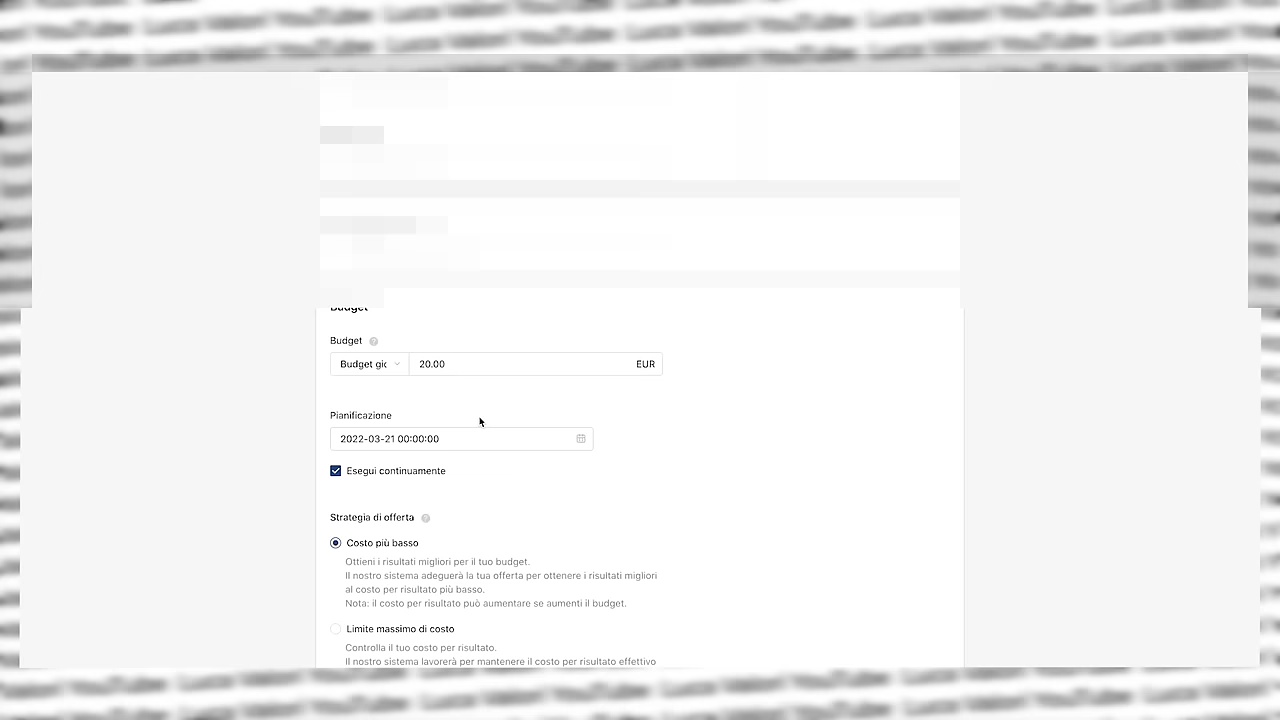 Budget
Budget
Budget gic 20.00 EUR
Pianificazione
2022-03-21 00:00:00
Esegui continuamente
Strategia di offerta
Costo più basso
Ottieni i risultati migliori per il tuo budget.
Il nostro sistema adeguerà la tua offerta per ottenere i risultati migliori
al costo per risultato più basso.
Nota: il costo per risultato può aumentare se aumenti il budget.
Limite massimo di costo
Controlla il tuo costo per risultato.
Il nostro sistema lavorerà per mantenere il costo per risultato effettivo